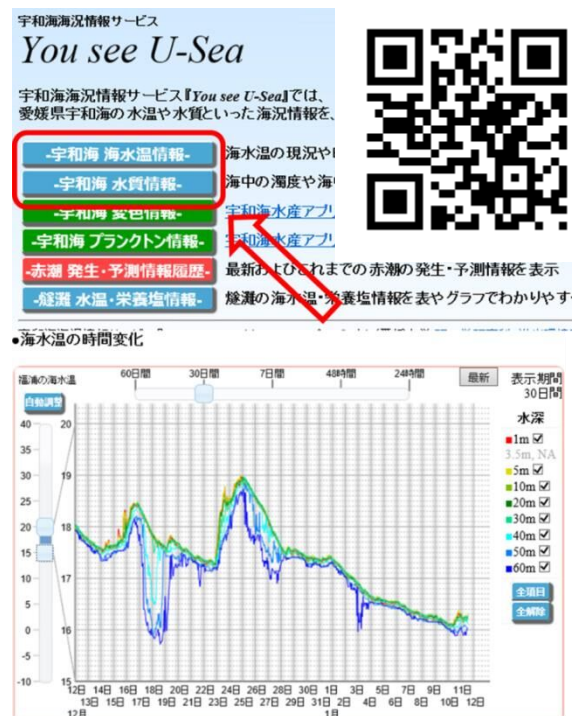 宇和海海況情報サービス
You see U-Sea
宇和海海況情報サービス『You see U-Sea』では、
愛媛県宇和海の水温や水質といった海況情報を、
-宇和海 海水温情報- 海水温の現況や
-宇和海 水質情報- 海中の濁度や海
-宇和海 変色情報- 宇和海水産アプリ
-宇和海 プランクトン情報- 宇和海水産アプリ
-赤潮 発生・予測情報履歴- 最新およびこれまでの赤潮の発生・予測情報を表示
-燧灘 水温・栄養塩情報- 燧灘の海水温・栄養塩情報を表やグラフでわかりやす
●海水温の時間変化
福浦の海水温 60日間 30日間 7日間 48時間 24時間 最新 表示期間
30日間
自動調整
水深
1m
3.5m, NA
5m
10m
20m
30m
40m
50m
60m
全項目
全解除
40 20
35
30 19
25
20 18
15
10 17
5
0 16
-5
-10 15
12日 14日 16日 18日 20日 22日 24日 26日 28日 30日 1日 3日 5日 7日 9日 11日
13日 15日 17日 19日 21日 23日 25日 27日 29日 31日 2日 4日 6日 8日 10日 12日
12月 1月